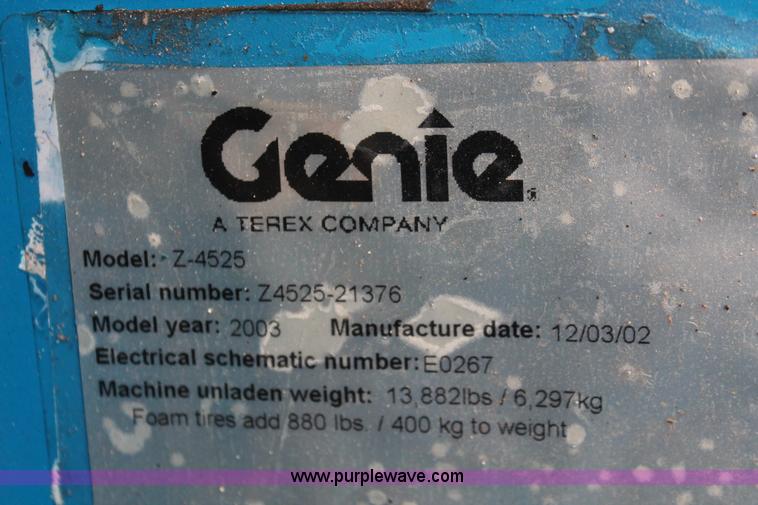 Genie
A TEREX COMPANY
Model: Z-4525
Serial number: Z4525-21376
Model year: 2003 Manufacture date: 12/03/02
Electrical schematic number: E0267
Machine unladen weight: 13,882lbs / 6,297kg
Foam tires add 880 lbs. / 400 kg to weight
www.purplewave.com